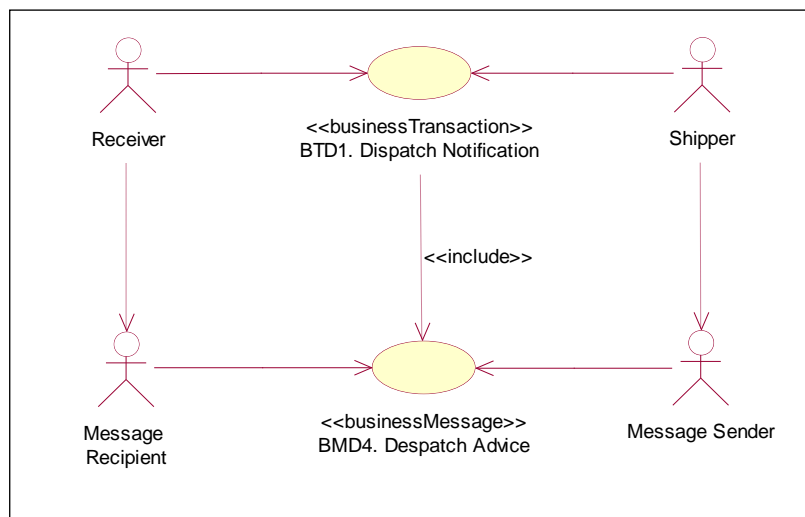 Receiver
<<businessTransaction>>
BTD1. Dispatch Notification
Shipper
<<include>>
Message
Recipient
<<businessMessage>>
BMD4. Despatch Advice
Message Sender